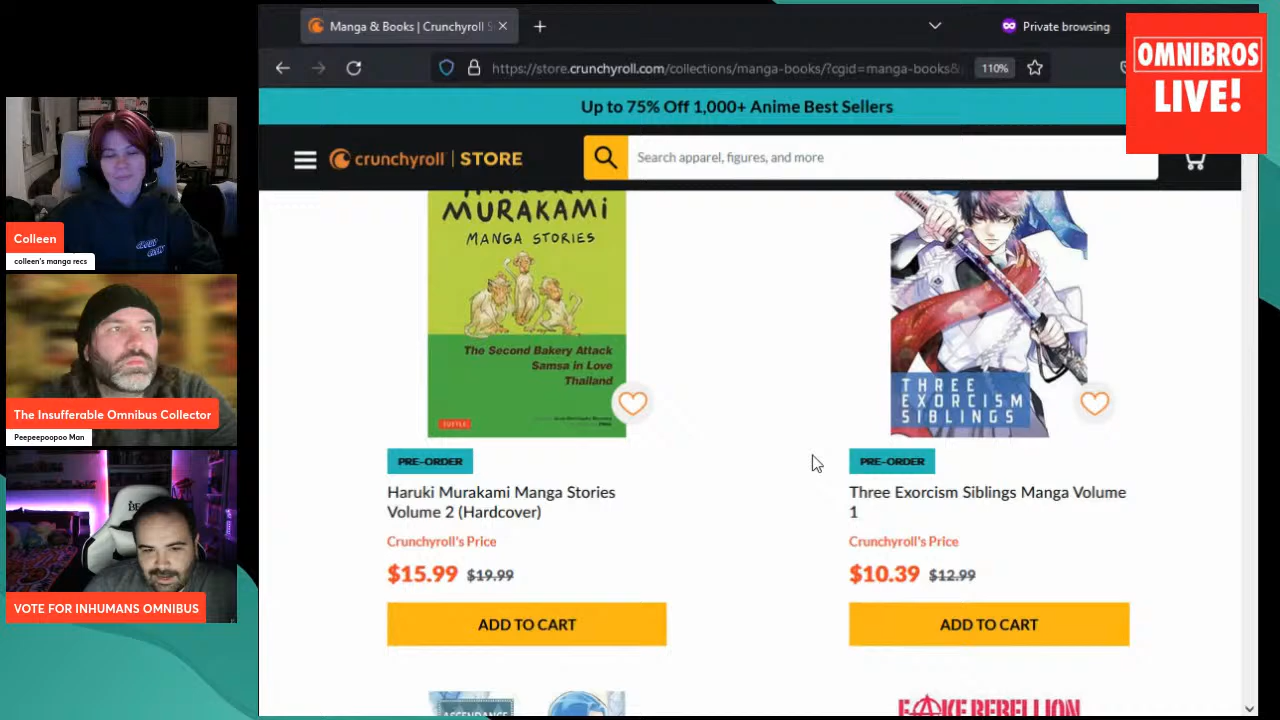 Manga & Books | Crunchyroll S
Private browsing
https://store.crunchyroll.com/collections/manga-books/?cgid=manga-books&
110%
OMNIBROS
LIVE!
Up to 75% Off 1,000+ Anime Best Sellers
crunchyroll | STORE
Search apparel, figures, and more
MURAKAMI
MANGA STORIES
The Second Bakery Attack
Samsa in Love
Thailand
TUTTLE
THREE
EXORCISM
SIBLINGS
PRE-ORDER
Haruki Murakami Manga Stories
Volume 2 (Hardcover)
Crunchyroll's Price
$15.99 $19.99
ADD TO CART
PRE-ORDER
Three Exorcism Siblings Manga Volume
1
Crunchyroll's Price
$10.39 $12.99
ADD TO CART
ASCENDANCE
FAKE REBELLION
Colleen
colleen's manga recs
The Insufferable Omnibus Collector
Peepeepoopoo Man
VOTE FOR INHUMANS OMNIBUS